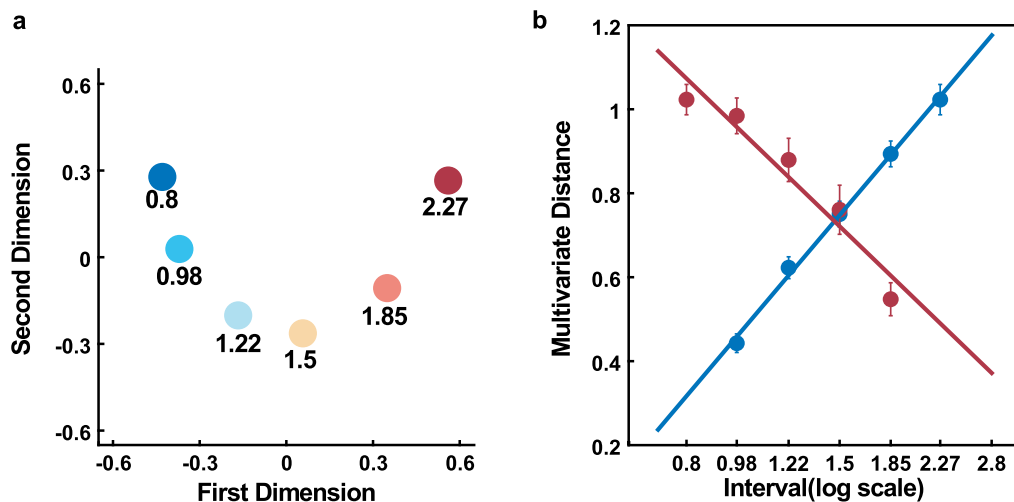 a
Second Dimension
0.6
0.3
0
-0.3
-0.6
0.8
0.98
1.22
1.5
1.85
2.27
-0.6 -0.3 0 0.3 0.6
First Dimension
b
Multivariate Distance
1.2
1
0.8
0.6
0.4
0.2
0.8 0.98 1.22 1.5 1.85 2.27 2.8
Interval(log scale)